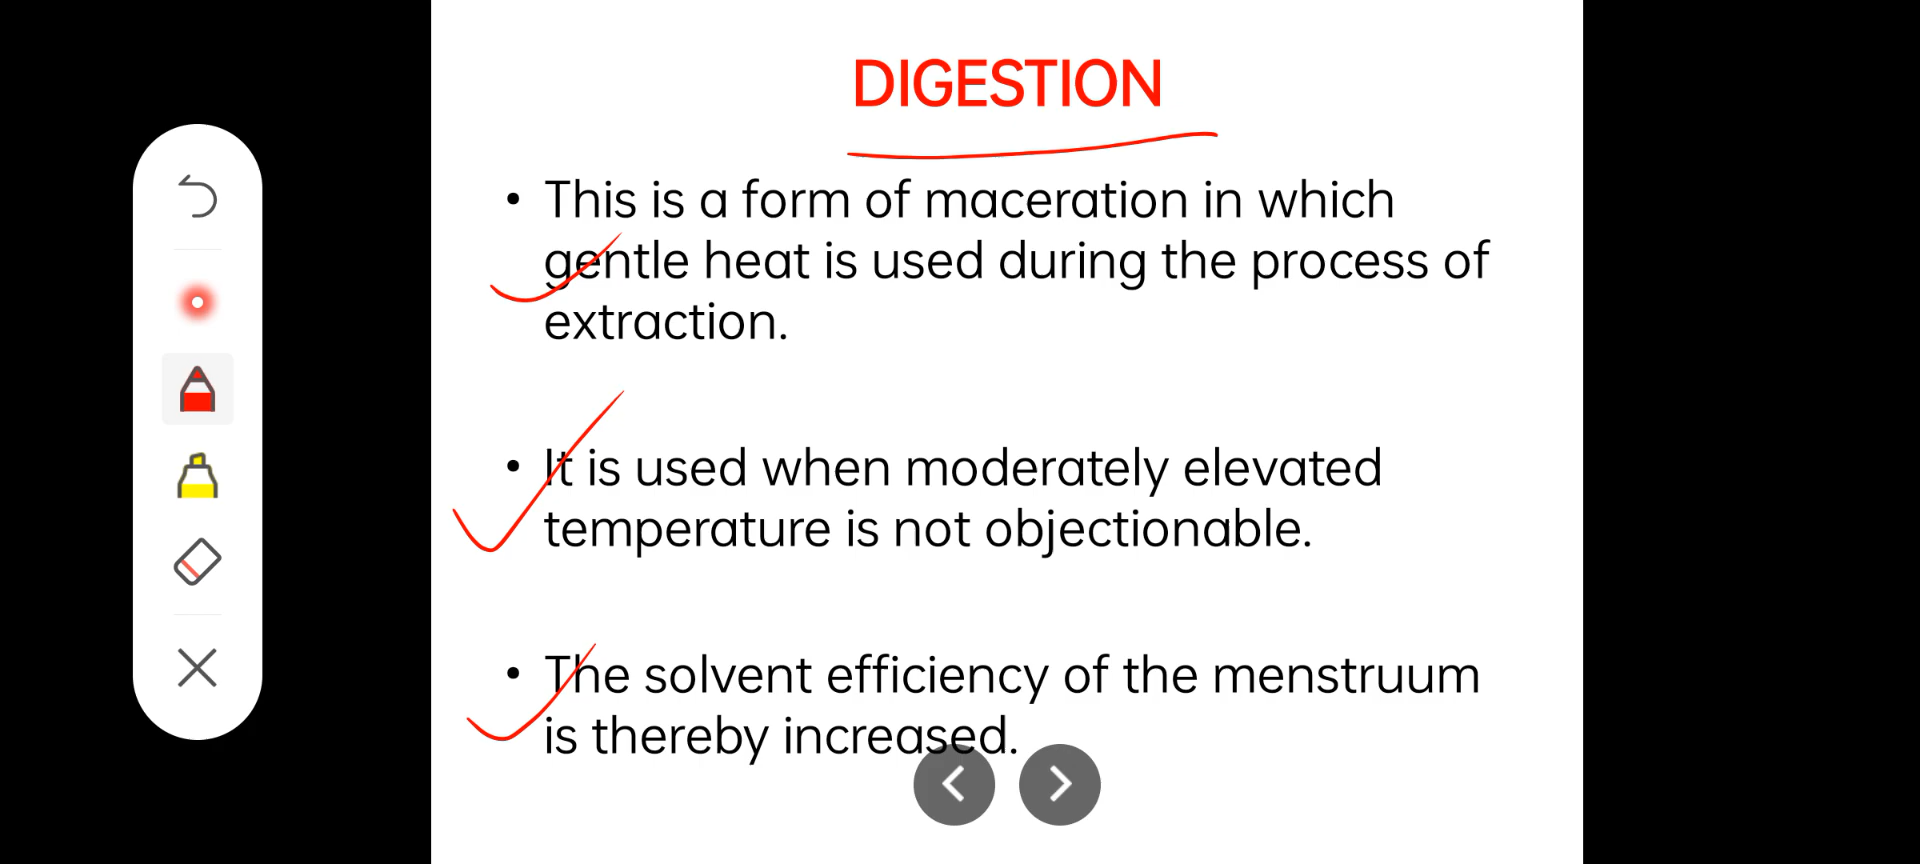 DIGESTION
• This is a form of maceration in which
gentle heat is used during the process of
extraction.
• It is used when moderately elevated
temperature is not objectionable.
• The solvent efficiency of the menstruum
is thereby increased.